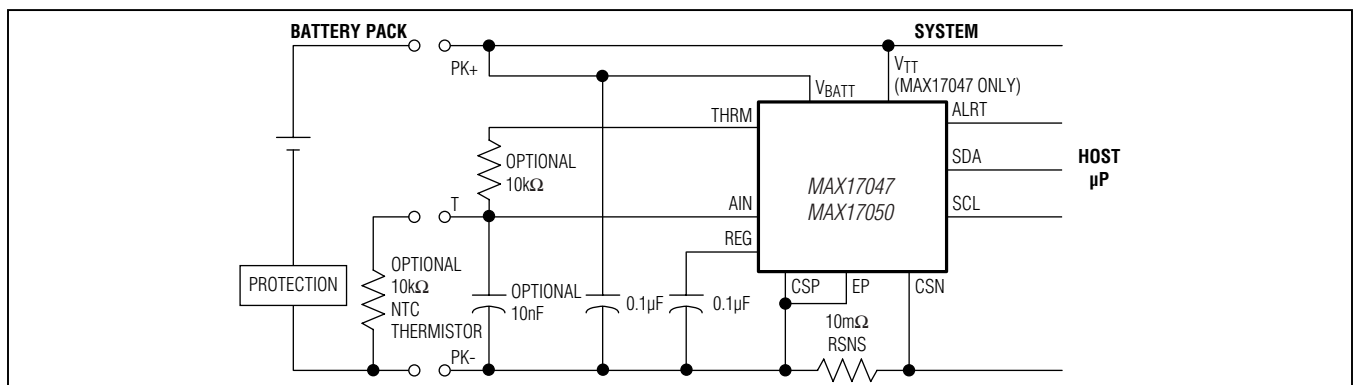 BATTERY PACK
SYSTEM
PK+
VTT
(MAX17047 ONLY)
VBATT
THRM
ALRT
OPTIONAL
10kΩ
SDA
HOST
µP
MAX17047
MAX17050
T
AIN
SCL
REG
PROTECTION
OPTIONAL
10kΩ
NTC
THERMISTOR
OPTIONAL
10nF
0.1µF
0.1µF
CSP
EP
CSN
10mΩ
RSNS
PK-